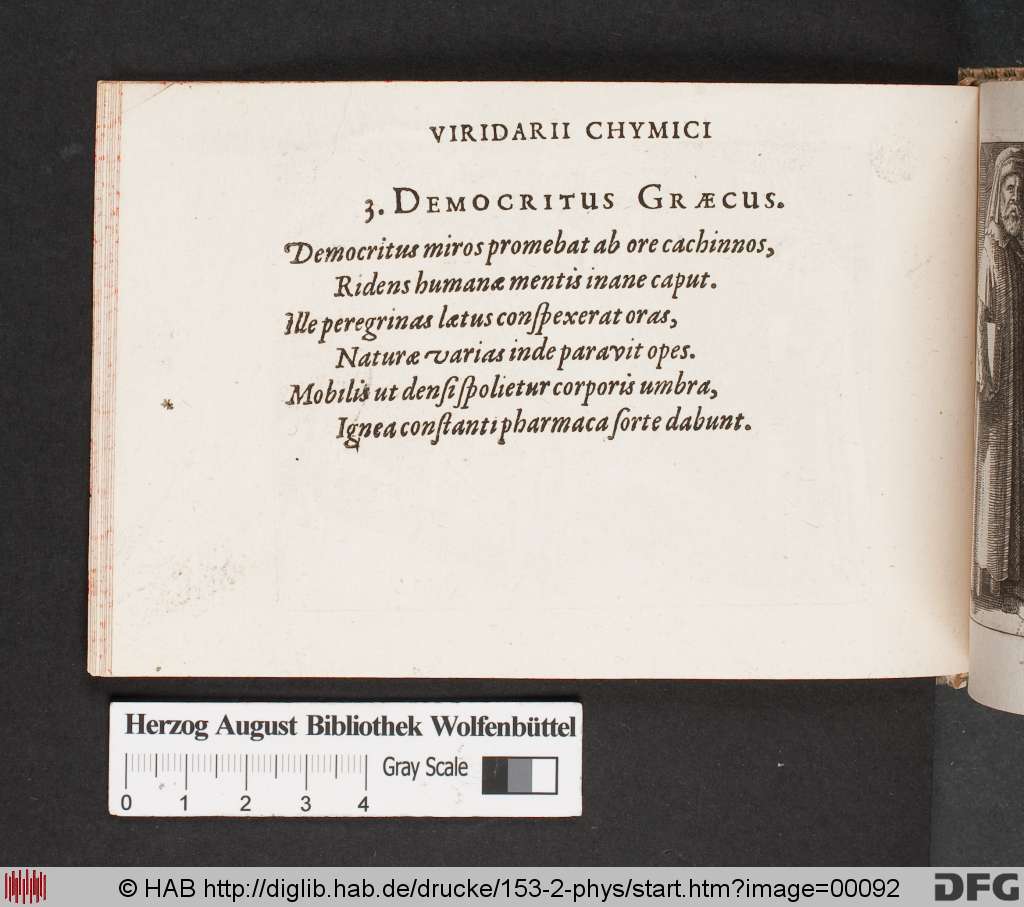 VIRIDARII CHYMICI
3. DEMOCRITUS GRÆCUS.
Democritus miros promebat ab ore cachinnos,
Ridens humanæ mentis inane caput.
Ille peregrinas lætus conſpexerat oras,
Naturæ varias inde paravit opes.
Mobilis ut denſi ſpolietur corporis umbra,
Ignea conſtanti pharmaca ſorte dabunt.
Herzog August Bibliothek Wolfenbüttel
Gray Scale
0 1 2 3 4
© HAB http://diglib.hab.de/drucke/153-2-phys/start.htm?image=00092
DFG